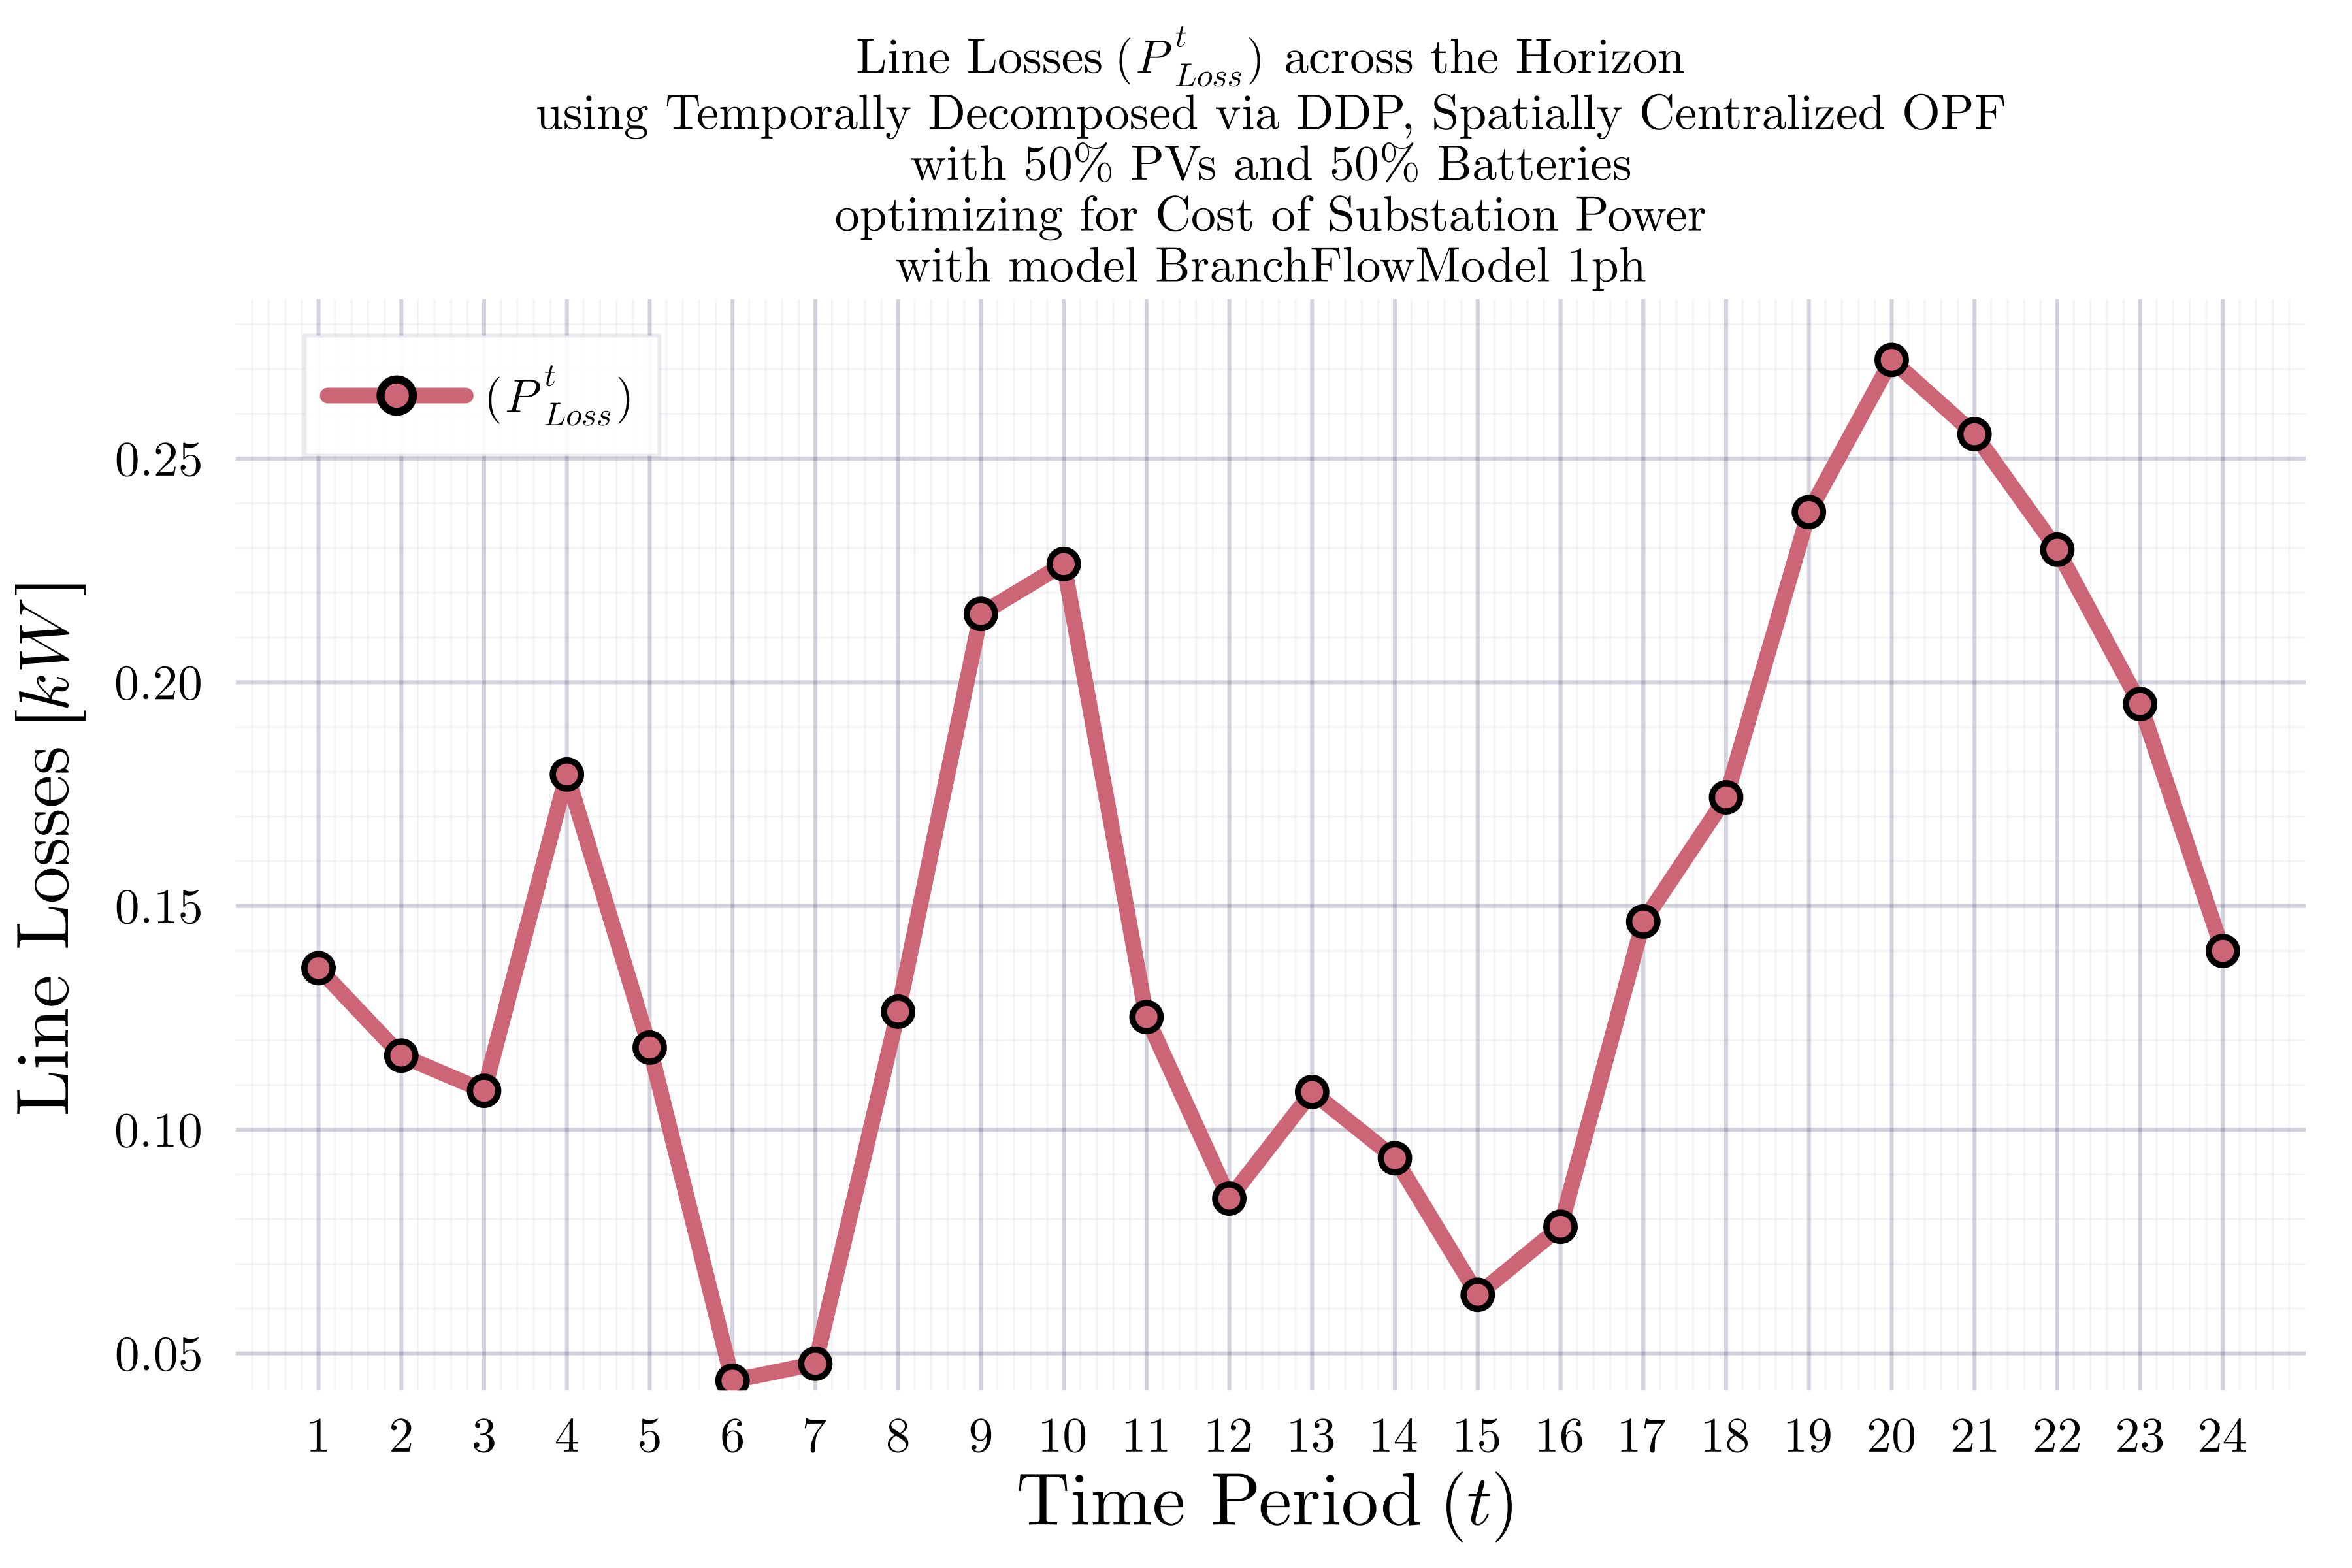 Line Losses (P^t_Loss) across the Horizon
using Temporally Decomposed via DDP, Spatially Centralized OPF
with 50% PVs and 50% Batteries
optimizing for Cost of Substation Power
with model BranchFlowModel 1ph
(P^t_Loss)
Line Losses [kW]
0.25
0.20
0.15
0.10
0.05
1 2 3 4 5 6 7 8 9 10 11 12 13 14 15 16 17 18 19 20 21 22 23 24
Time Period (t)